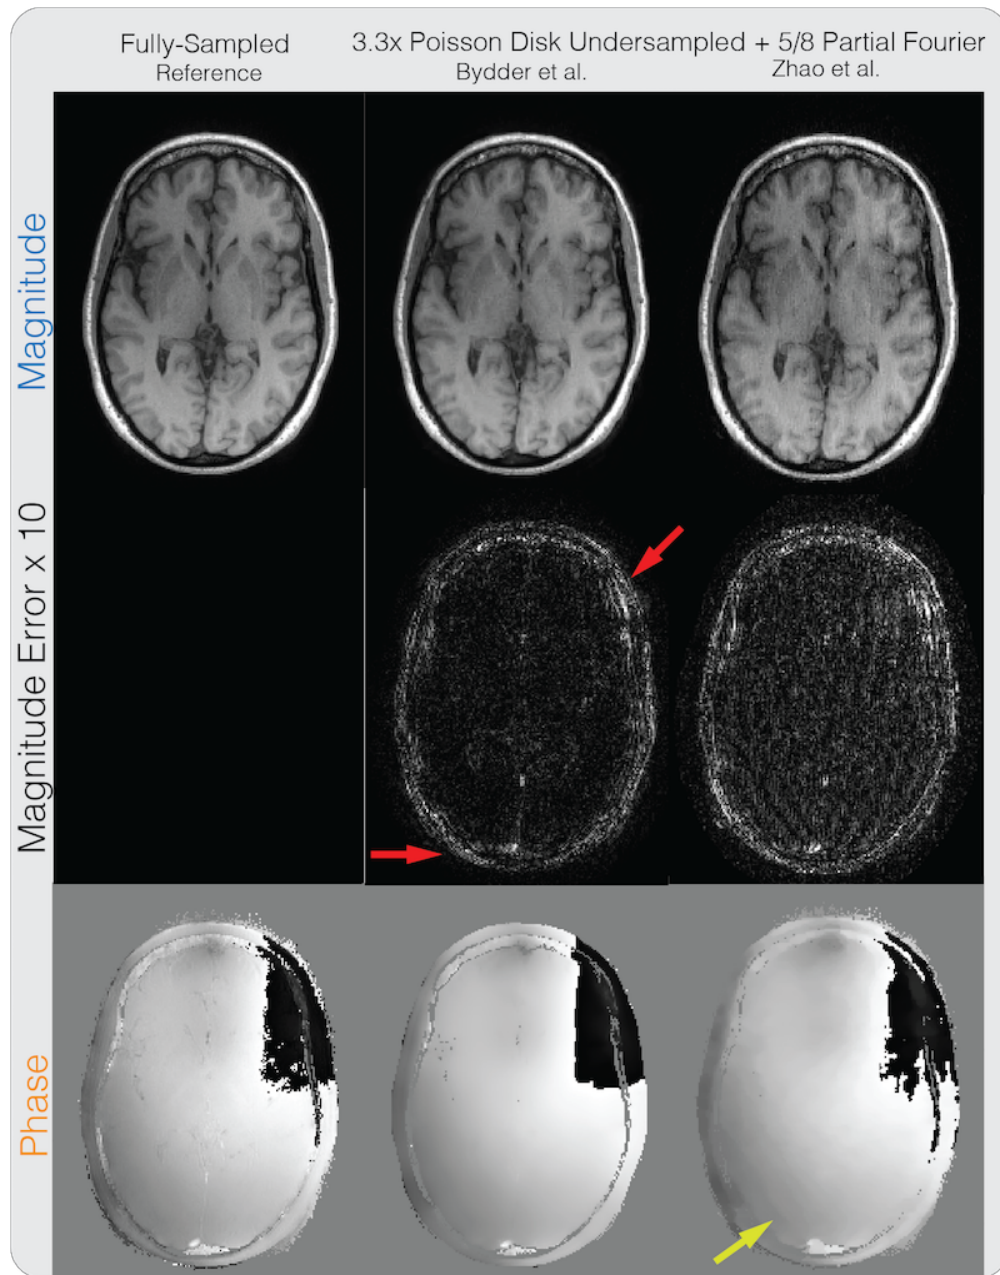 Fully-Sampled
Reference
3.3x Poisson Disk Undersampled + 5/8 Partial Fourier
Bydder et al.
Zhao et al.
Magnitude
Magnitude Error x 10
Phase